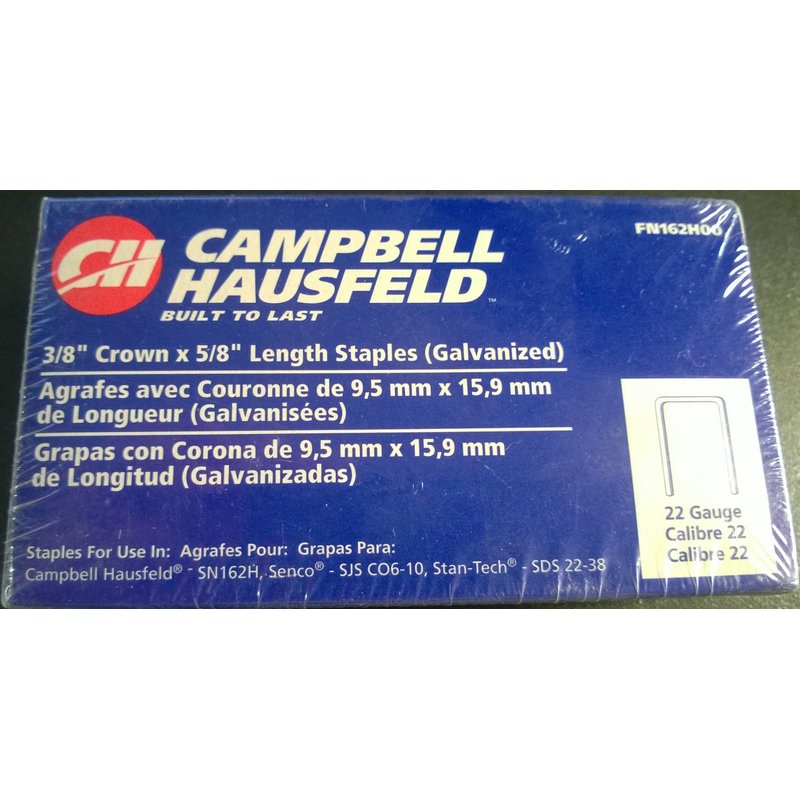 FN162H00
CH
CAMPBELL
HAUSFELD™
BUILT TO LAST
3/8" Crown x 5/8" Length Staples (Galvanized)
Agrafes avec Couronne de 9,5 mm x 15,9 mm
de Longueur (Galvanisées)
Grapas con Corona de 9,5 mm x 15,9 mm
de Longitud (Galvanizadas)
22 Gauge
Calibre 22
Calibre 22
Staples For Use In: Agrafes Pour: Grapas Para:
Campbell Hausfeld® - SN162H, Senco® - SJS CO6-10, Stan-Tech® - SDS 22-38